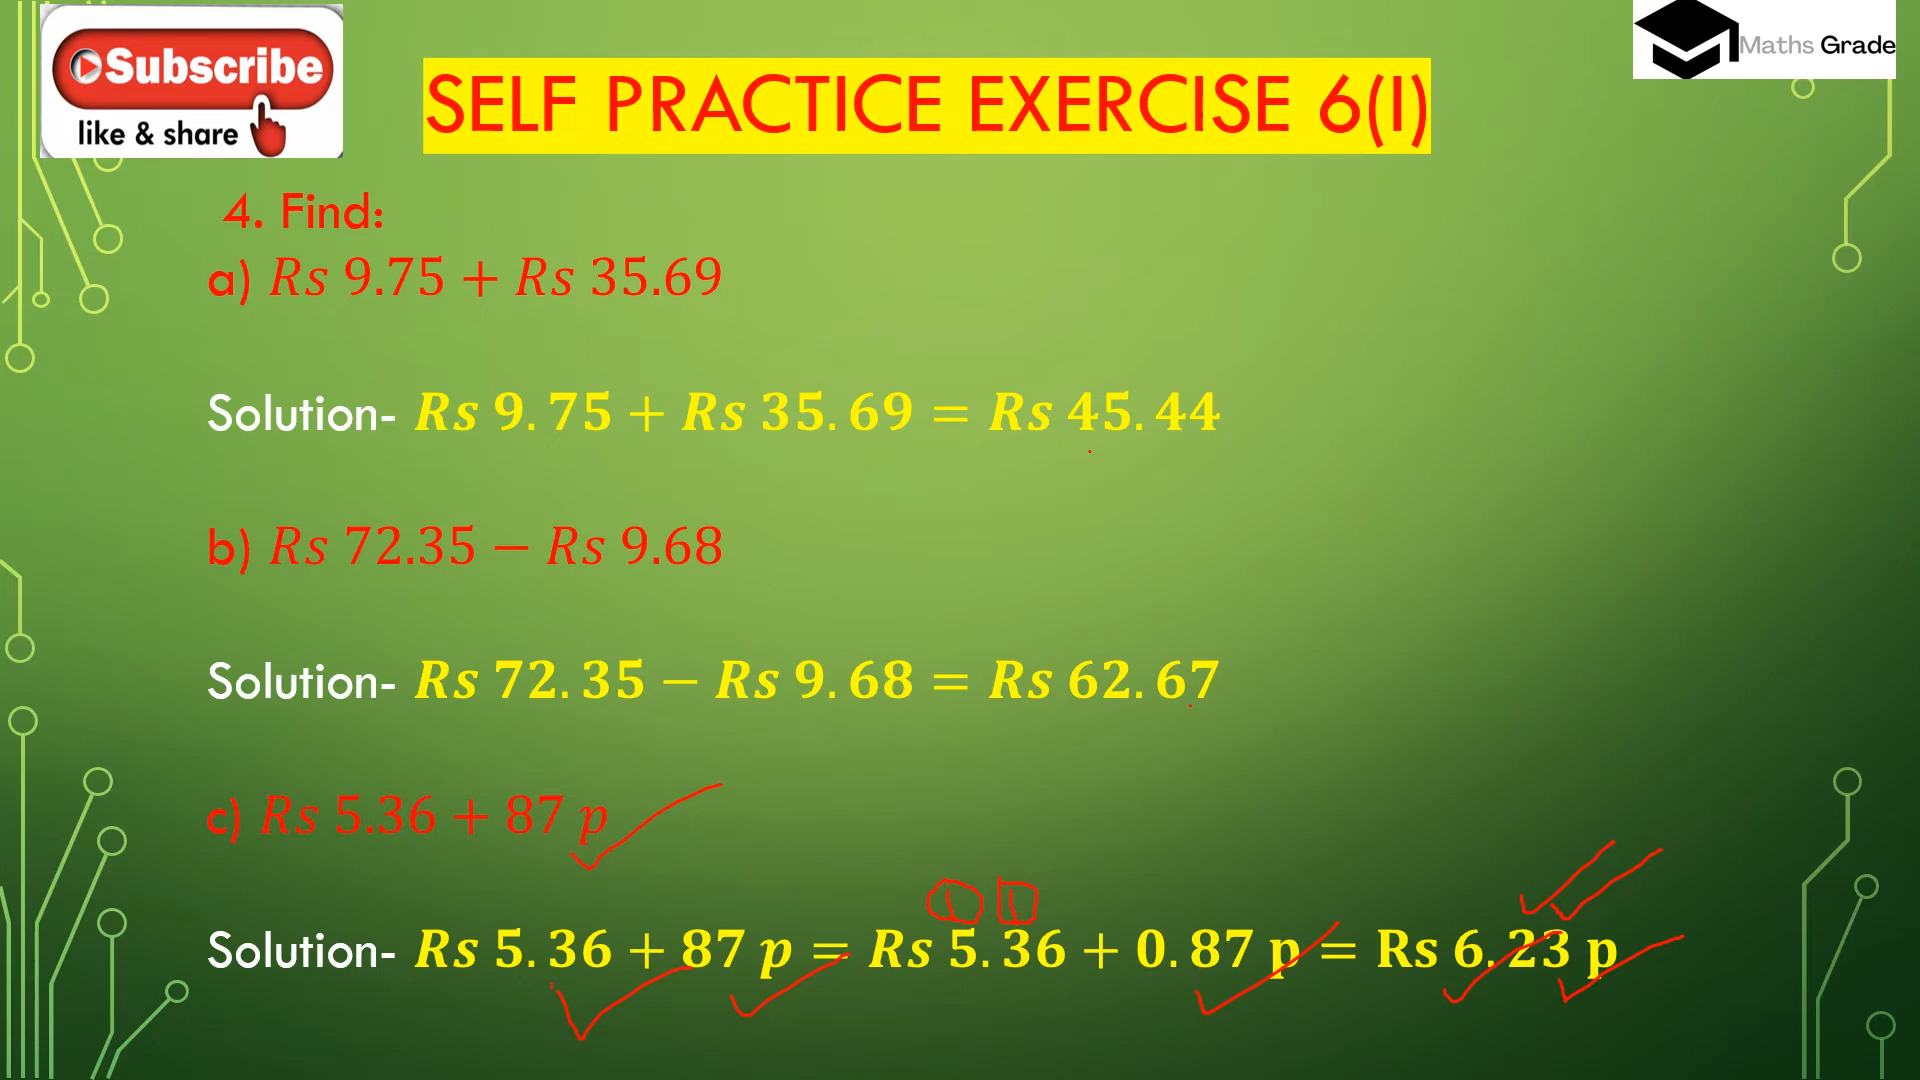 Subscribe
like & share
Maths Grade
SELF PRACTICE EXERCISE 6(I)
4. Find:
a) Rs 9.75 + Rs 35.69
Solution- Rs 9.75 + Rs 35.69 = Rs 45.44
b) Rs 72.35 − Rs 9.68
Solution- Rs 72.35 − Rs 9.68 = Rs 62.67
c) Rs 5.36 + 87 p
1 1
Solution- Rs 5.36 + 87 p = Rs 5.36 + 0.87 p = Rs 6.23 p